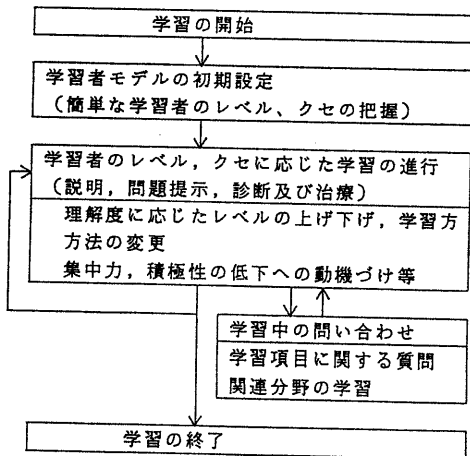 学習の開始
学習者モデルの初期設定
(簡単な学習者のレベル、クセの把握)
学習者のレベル,クセに応じた学習の進行
(説明,問題提示,診断及び治療)
理解度に応じたレベルの上げ下げ,学習方
方法の変更
集中力,積極性の低下への動機づけ等
学習中の問い合わせ
学習項目に関する質問
関連分野の学習
学習の終了